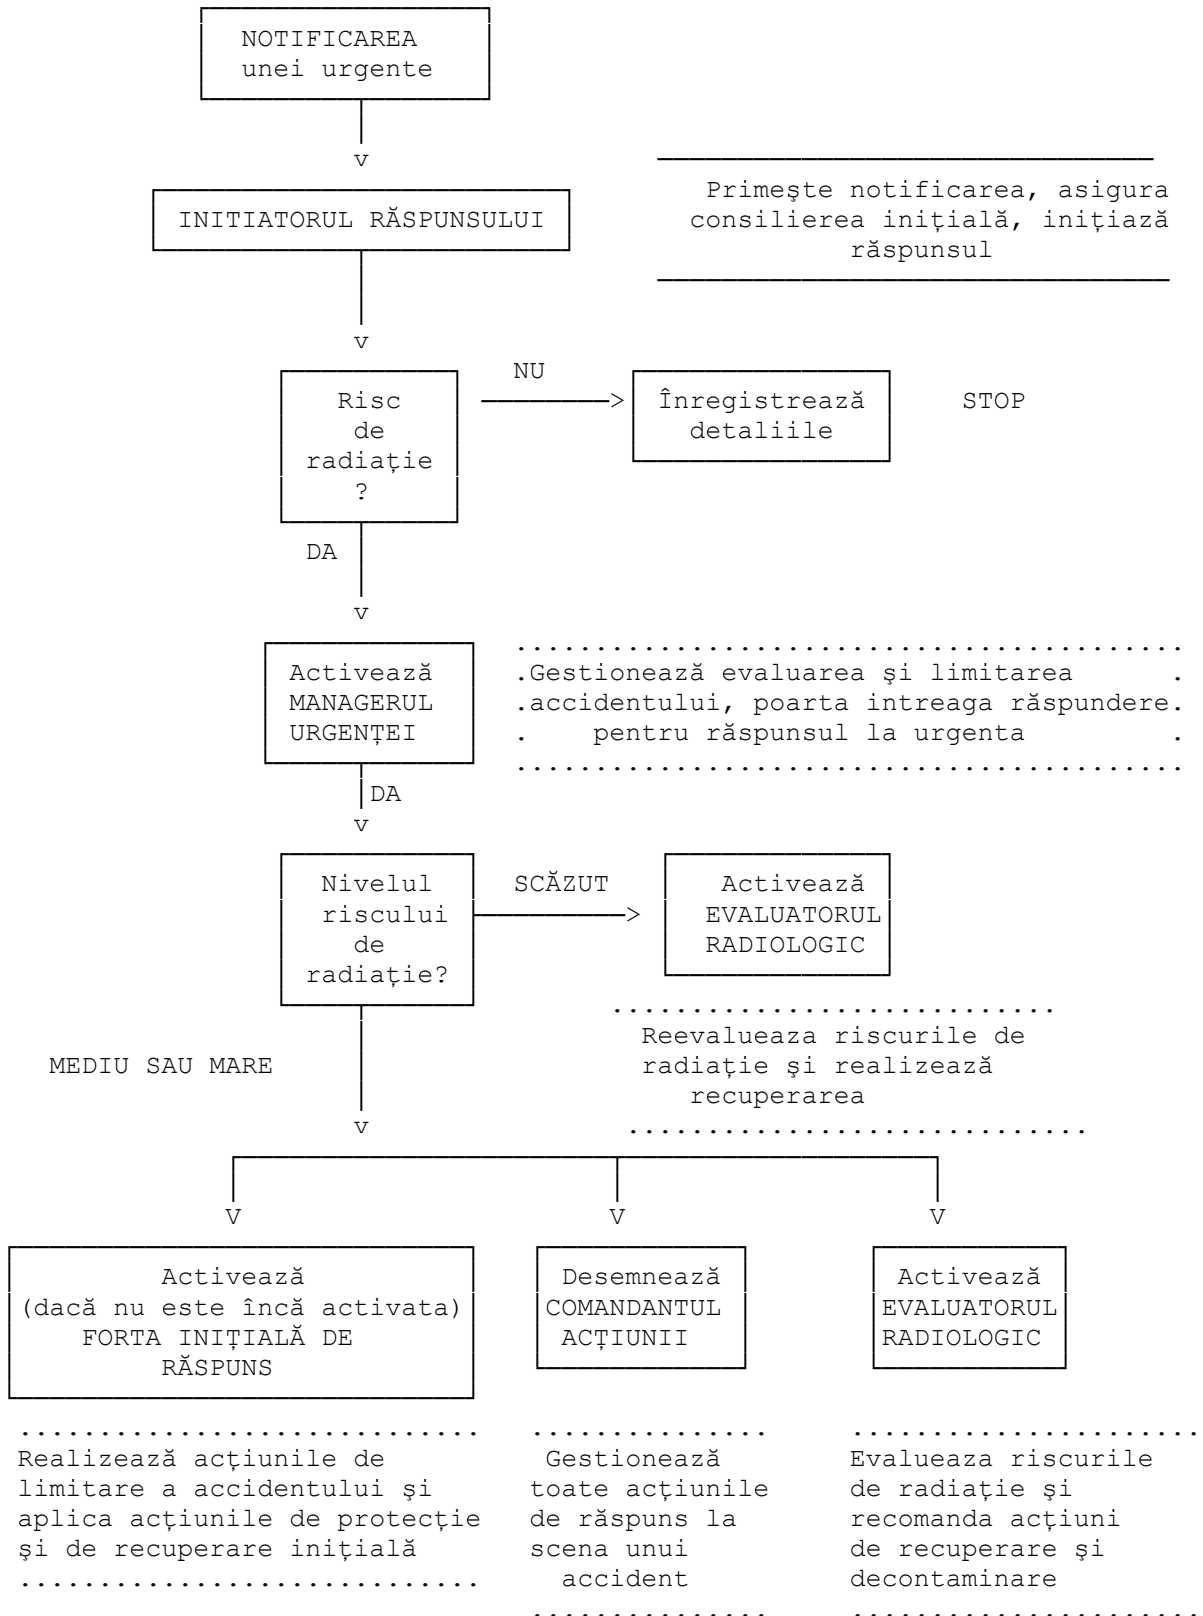 NOTIFICAREA
unei urgente
v
INITIATORUL RĂSPUNSULUI
Primeşte notificarea, asigura
consilierea iniţială, iniţiază
răspunsul
v
Risc
de
radiaţie
?
NU
>
Înregistrează
detaliile
STOP
DA
v
Activează
MANAGERUL
URGENŢEI
..........................................
.Gestionează evaluarea şi limitarea .
.accidentului, poarta intreaga răspundere.
. pentru răspunsul la urgenta .
..........................................
DA
v
Nivelul
riscului
de
radiaţie?
SCĂZUT
>
Activează
EVALUATORUL
RADIOLOGIC
............................
Reevalueaza riscurile de
radiaţie şi realizează
recuperarea
.............................
MEDIU SAU MARE
v
V V V
Activează
(dacă nu este încă activata)
FORTA INIŢIALĂ DE
RĂSPUNS
Desemnează
COMANDANTUL
ACŢIUNII
Activează
EVALUATORUL
RADIOLOGIC
.............................
Realizează acţiunile de
limitare a accidentului şi
aplica acţiunile de protecţie
şi de recuperare iniţială
.............................
...............
Gestionează
toate acţiunile
de răspuns la
scena unui
accident
...............
......................
Evalueaza riscurile
de radiaţie şi
recomanda acţiuni
de recuperare şi
decontaminare
......................